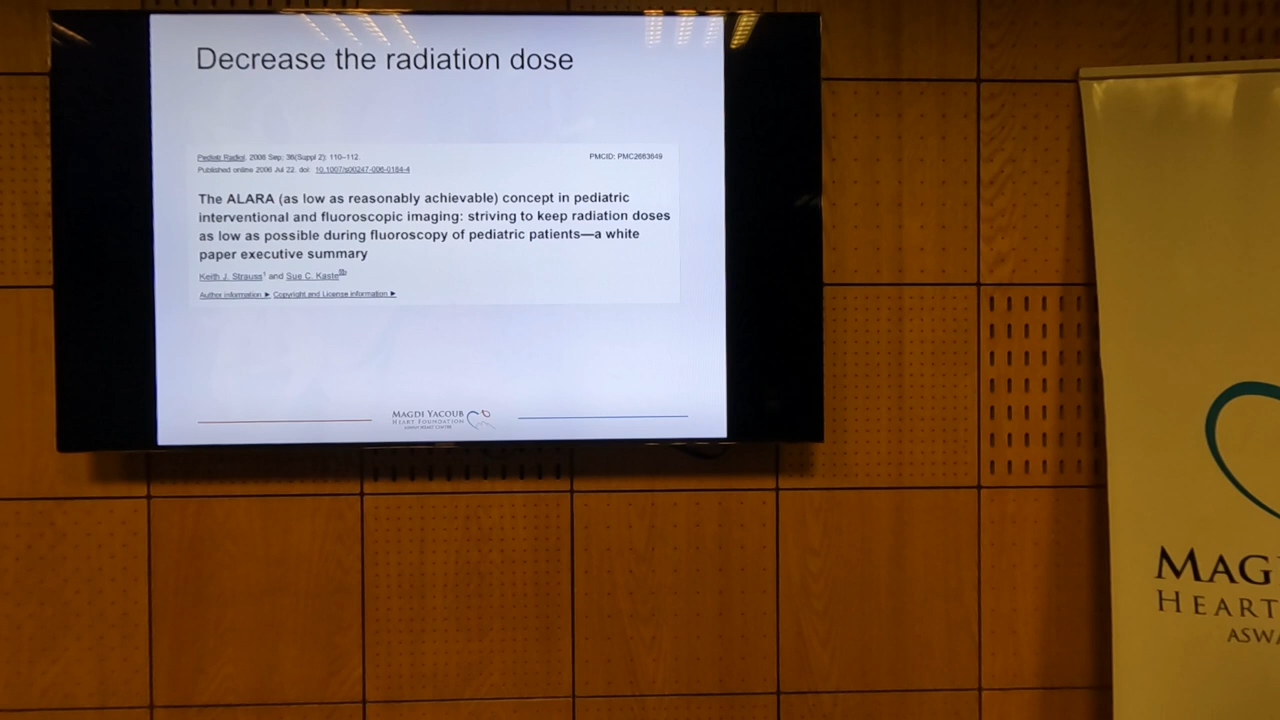 Decrease the radiation dose
Pediatr Radiol. 2006 Sep; 36(Suppl 2): 110–112.
PMCID: PMC2663649
Published online 2006 Jul 22. doi: 10.1007/s00247-006-0184-4
The ALARA (as low as reasonably achievable) concept in pediatric
interventional and fluoroscopic imaging: striving to keep radiation doses
as low as possible during fluoroscopy of pediatric patients—a white
paper executive summary
Keith J. Strauss1 and Sue C. Kaste
Author information ► Copyright and License information ►
MAGDI YACOUB
HEART FOUNDATION
ASWAN HEART CENTRE
MAG
HEART
ASWA